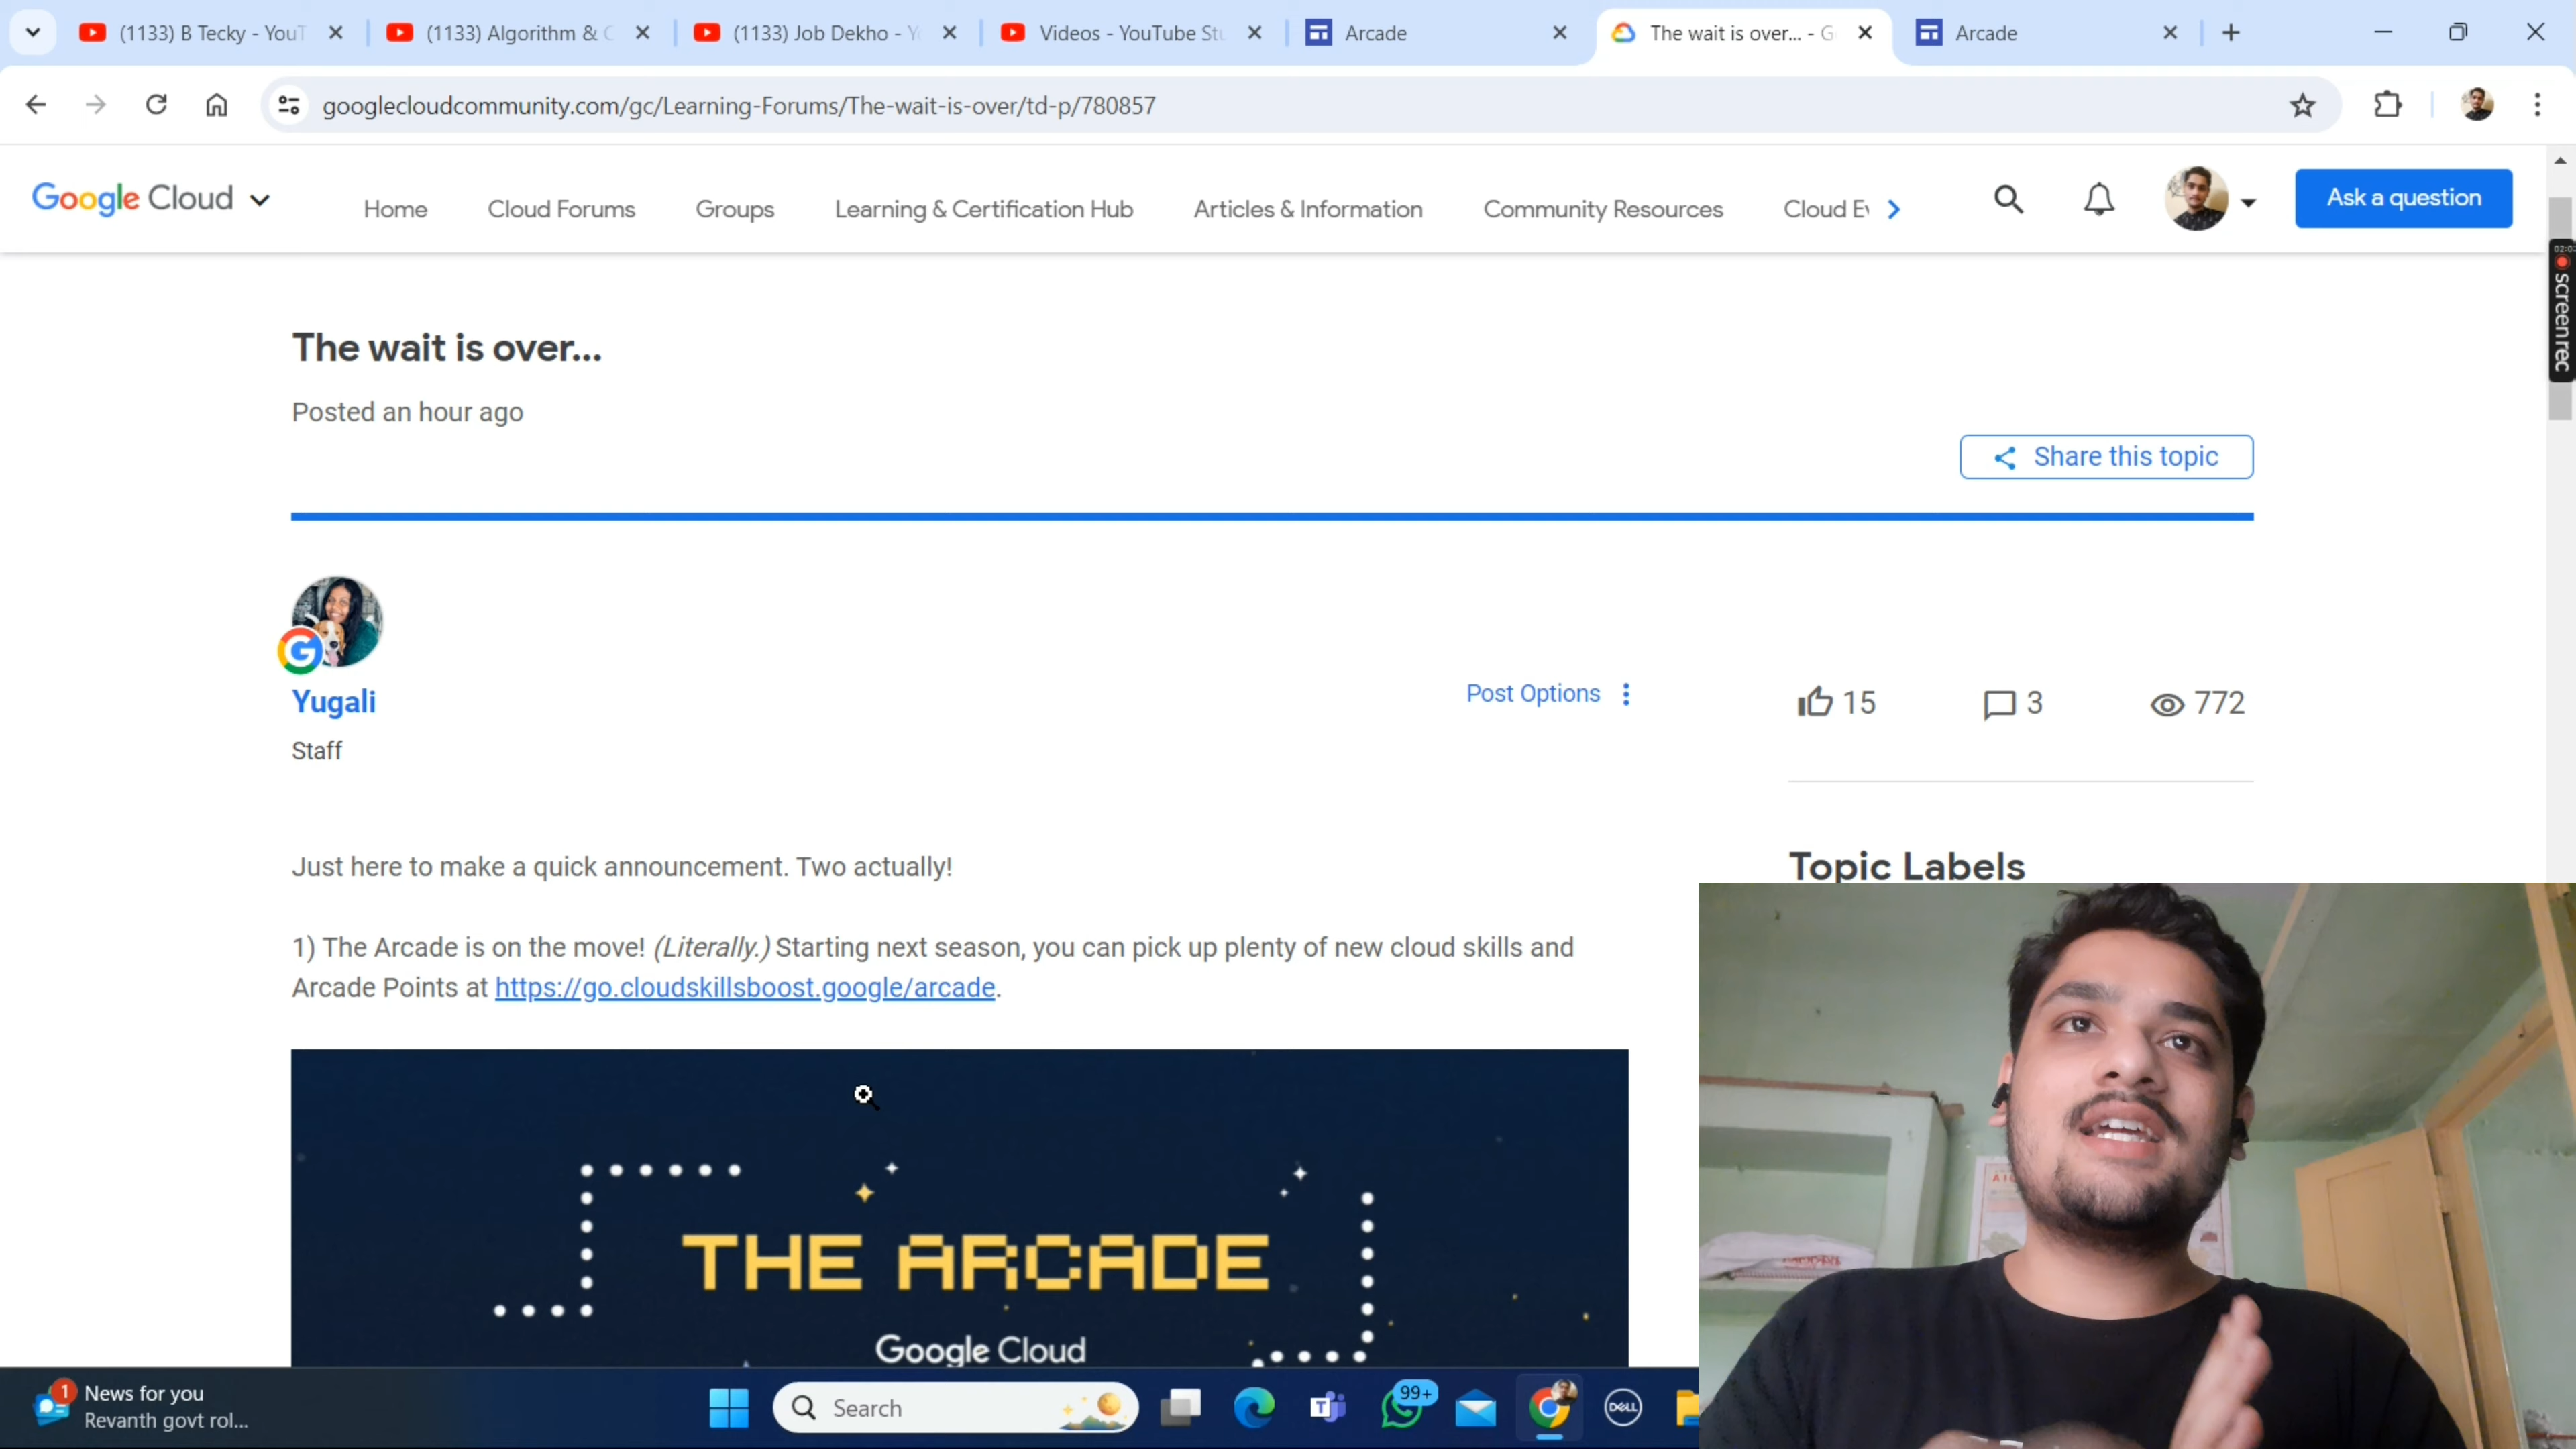 (1133) B Tecky - YouT
(1133) Algorithm & C
(1133) Job Dekho - Y
Videos - YouTube Stu
Arcade
The wait is over... - G
Arcade
googlecloudcommunity.com/gc/Learning-Forums/The-wait-is-over/td-p/780857
Google Cloud
Home
Cloud Forums
Groups
Learning & Certification Hub
Articles & Information
Community Resources
Cloud Ev
Ask a question
screenrec
The wait is over...
Posted an hour ago
Share this topic
G
Yugali
Staff
Post Options
15
3
772
Just here to make a quick announcement. Two actually!
Topic Labels
1) The Arcade is on the move! (Literally.) Starting next season, you can pick up plenty of new cloud skills and
Arcade Points at https://go.cloudskillsboost.google/arcade.
THE ARCADE
Google Cloud
1
News for you
Revanth govt rol...
Search
T
99+
DELL